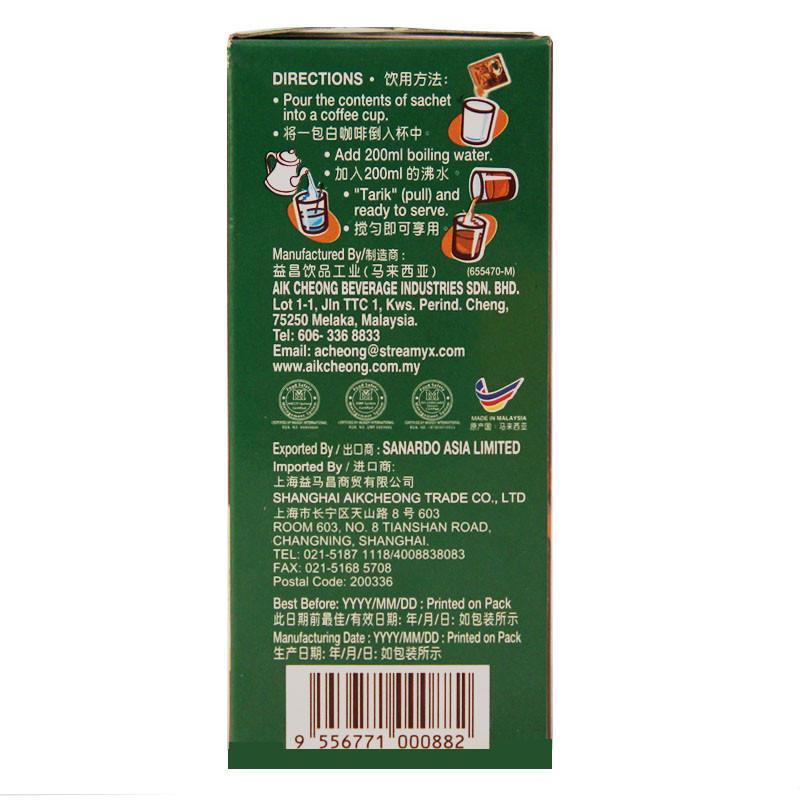 DIRECTIONS • 饮用方法:
• Pour the contents of sachet
into a coffee cup.
• 将一包白咖啡倒入杯中。
• Add 200ml boiling water.
• 加入200ml 的沸水。
• "Tarik" (pull) and
ready to serve.
• 搅匀即可享用。
Manufactured By/制造商:
益昌饮品工业(马来西亚) (655470-M)
AIK CHEONG BEVERAGE INDUSTRIES SDN. BHD.
Lot 1-1, Jln TTC 1, Kws. Perind. Cheng,
75250 Melaka, Malaysia.
Tel: 606- 336 8833
Email: acheong@streamyx.com
www.aikcheong.com.my
MADE IN MALAYSIA
原产国:马来西亚
Exported By / 出口商: SANARDO ASIA LIMITED
Imported By / 进口商:
上海益马昌商贸有限公司
SHANGHAI AIKCHEONG TRADE CO., LTD
上海市长宁区天山路 8 号 603
ROOM 603, NO. 8 TIANSHAN ROAD,
CHANGNING, SHANGHAI.
TEL: 021-5187 1118/4008838083
FAX: 021-5168 5708
Postal Code: 200336
Best Before: YYYY/MM/DD : Printed on Pack
此日期前最佳/有效日期: 年/月/日: 如包装所示
Manufacturing Date : YYYY/MM/DD : Printed on Pack
生产日期: 年/月/日: 如包装所示
9 556771 000882